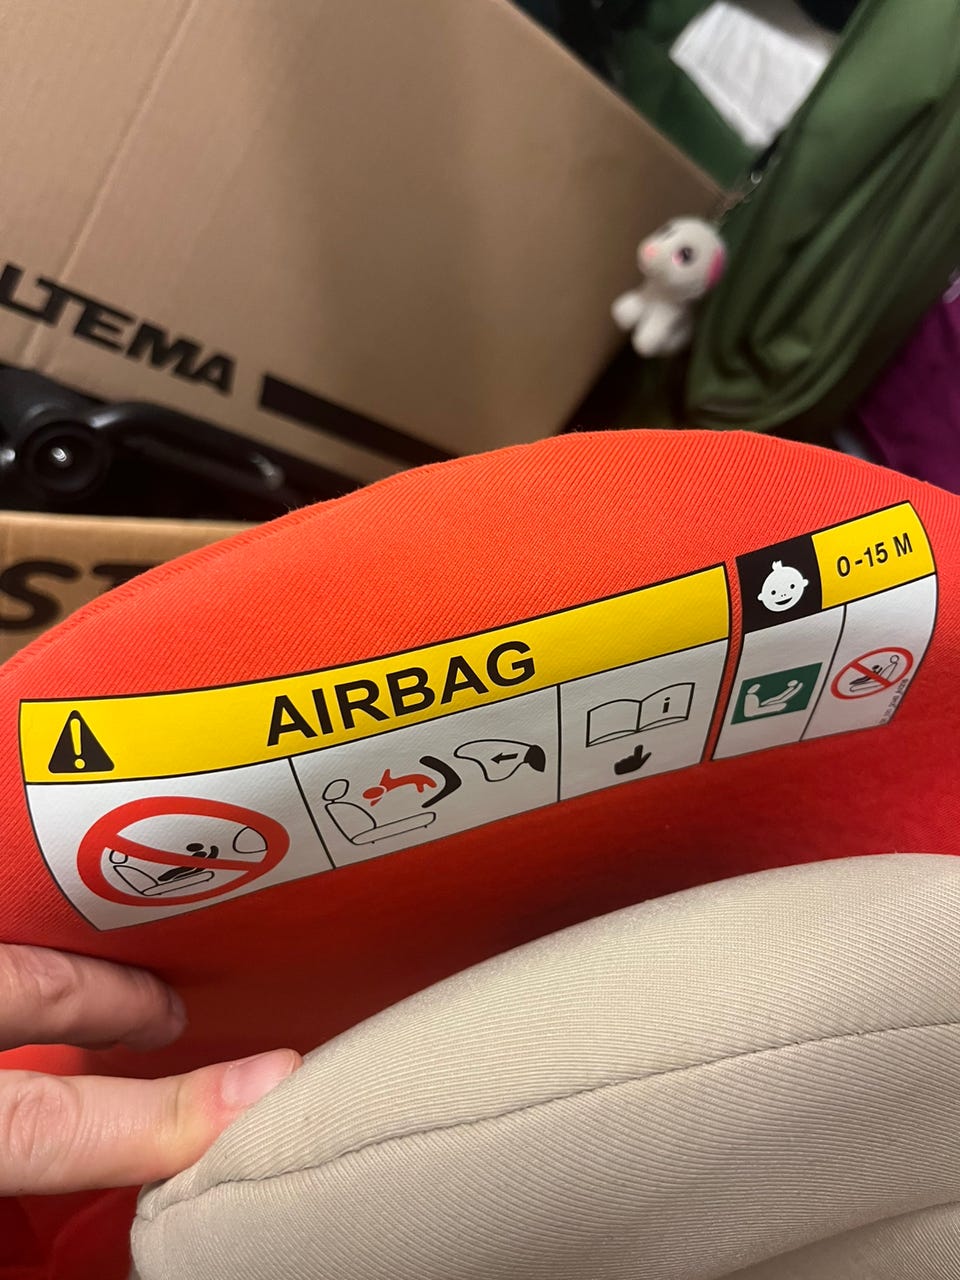 LTEMA
ST
AIRBAG
0-15 M
i